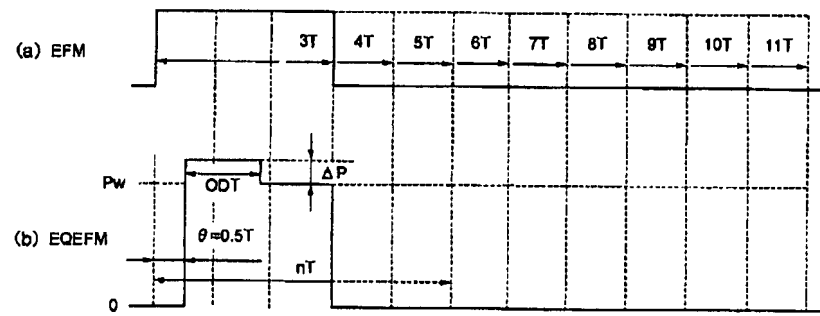 (a) EFM
3T 4T 5T 6T 7T 8T 9T 10T 11T
ΔP
Pw
ODT
(b) EQEFM
θ=0.5T
nT
0